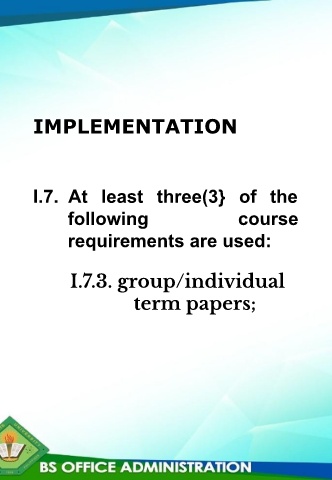 IMPLEMENTATION
I.7. At least three(3} of the
following course
requirements are used:
I.7.3. group/individual
term papers;
BS OFFICE ADMINISTRATION